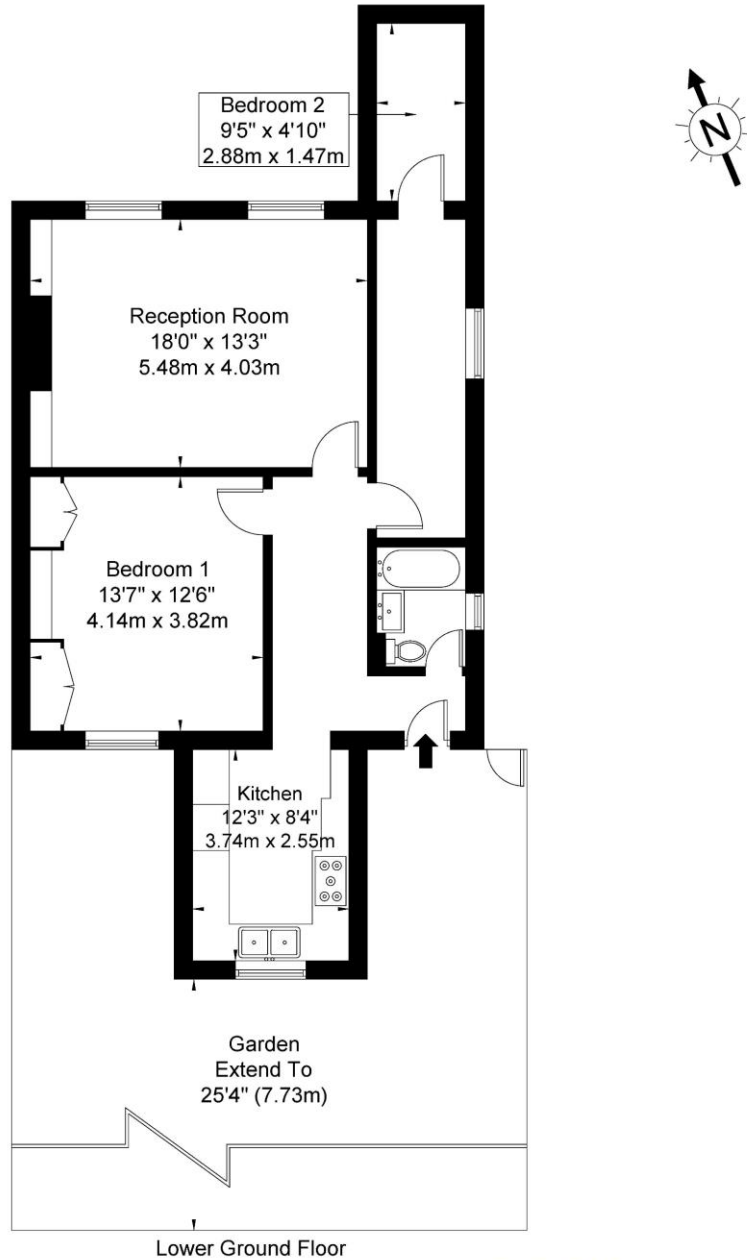 Bedroom 2
9'5" x 4'10"
2.88m x 1.47m
N
Reception Room
18'0" x 13'3"
5.48m x 4.03m
Bedroom 1
13'7" x 12'6"
4.14m x 3.82m
Kitchen
12'3" x 8'4"
3.74m x 2.55m
Garden
Extend To
25'4" (7.73m)
Lower Ground Floor